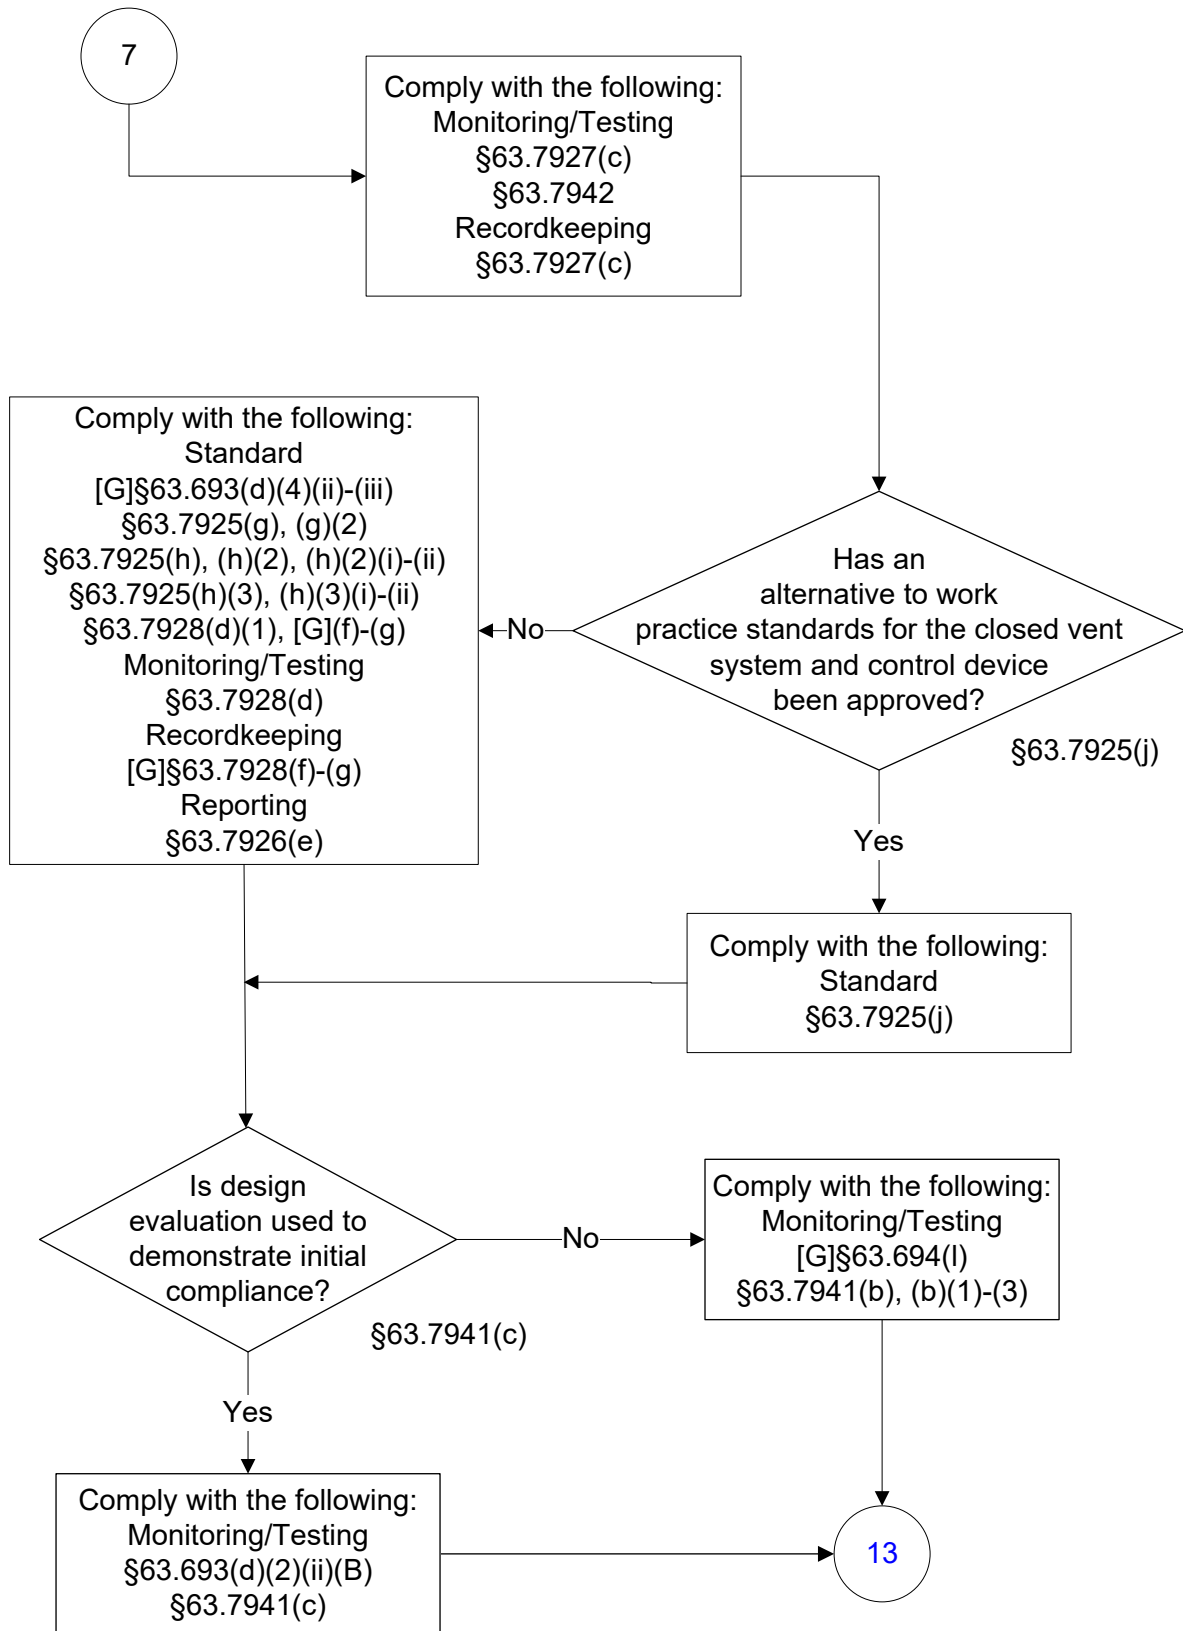 7
Comply with the following:
Monitoring/Testing
§63.7927(c)
§63.7942
Recordkeeping
§63.7927(c)
Comply with the following:
Standard
[G]§63.693(d)(4)(ii)-(iii)
§63.7925(g), (g)(2)
§63.7925(h), (h)(2), (h)(2)(i)-(ii)
§63.7925(h)(3), (h)(3)(i)-(ii)
§63.7928(d)(1), [G](f)-(g)
Monitoring/Testing
§63.7928(d)
Recordkeeping
[G]§63.7928(f)-(g)
Reporting
§63.7926(e)
Has an
alternative to work
practice standards for the closed vent
system and control device
been approved?
No
§63.7925(j)
Yes
Comply with the following:
Standard
§63.7925(j)
Is design
evaluation used to
demonstrate initial
compliance?
No
§63.7941(c)
Comply with the following:
Monitoring/Testing
[G]§63.694(l)
§63.7941(b), (b)(1)-(3)
Yes
Comply with the following:
Monitoring/Testing
§63.693(d)(2)(ii)(B)
§63.7941(c)
13